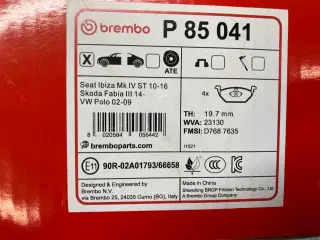 brembo P 85 041
X
ATE
Seat Ibiza Mk IV ST 10-16
Skoda Fabia III 14-
VW Polo 02-09
4x
8 020584 056442
TH: 19.7 mm
WVA: 23130
FMSI: D768 7635
bremboparts.com
E11 90R-02A01793/66658
Designed & Engineered by
Brembo N.V.
via Brembo 25, 24035 Curno (Bg), Italy
Made in China
Shanghai BRGP Friction Technology Co., Ltd.
A Brembo Group Company